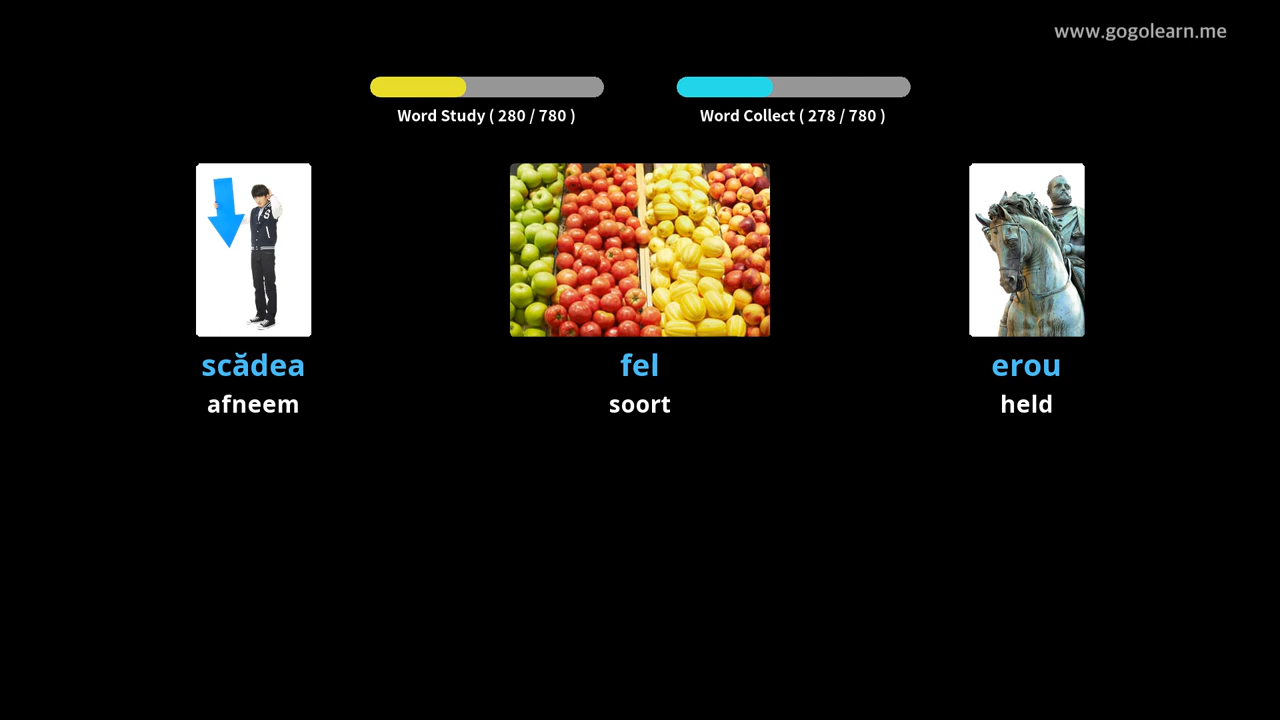 www.gogolearn.me
Word Study ( 280 / 780 )
Word Collect ( 278 / 780 )
scădea
fel
erou
afneem
soort
held